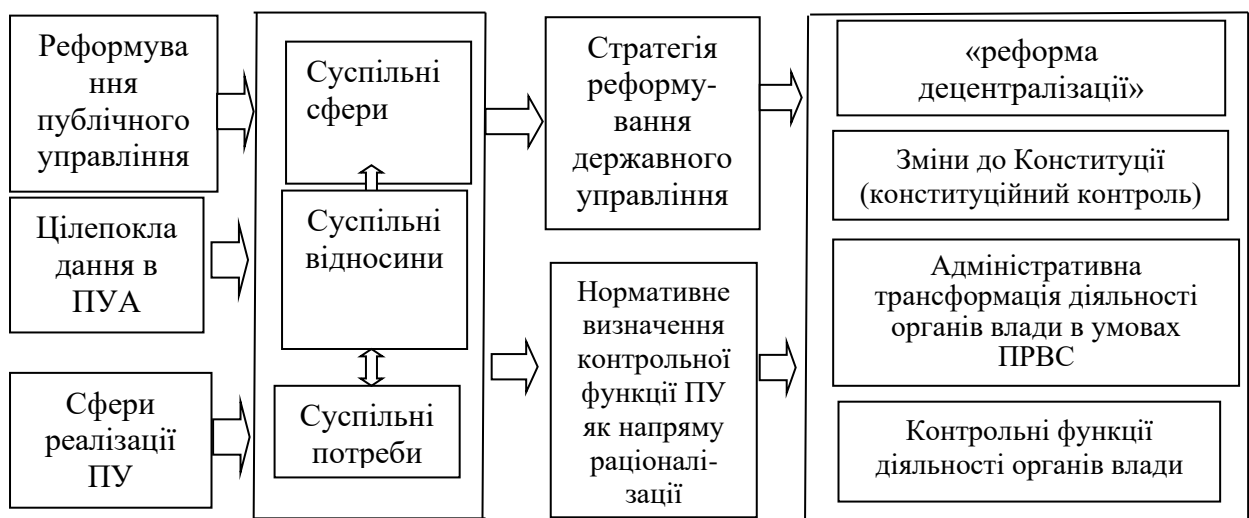 Реформува
ння
публічного
управління
Цілепокла
дання в
ПУА
Сфери
реалізації
ПУ
Суспільні
сфери
Суспільні
відносини
Суспільні
потреби
Стратегія
реформу-
вання
державного
управління
Нормативне
визначення
контрольної
функції ПУ
як напряму
раціоналі-
зації
«реформа
децентралізації»
Зміни до Конституції
(конституційний контроль)
Адміністративна
трансформація діяльності
органів влади в умовах
ПРВС
Контрольні функції
діяльності органів влади